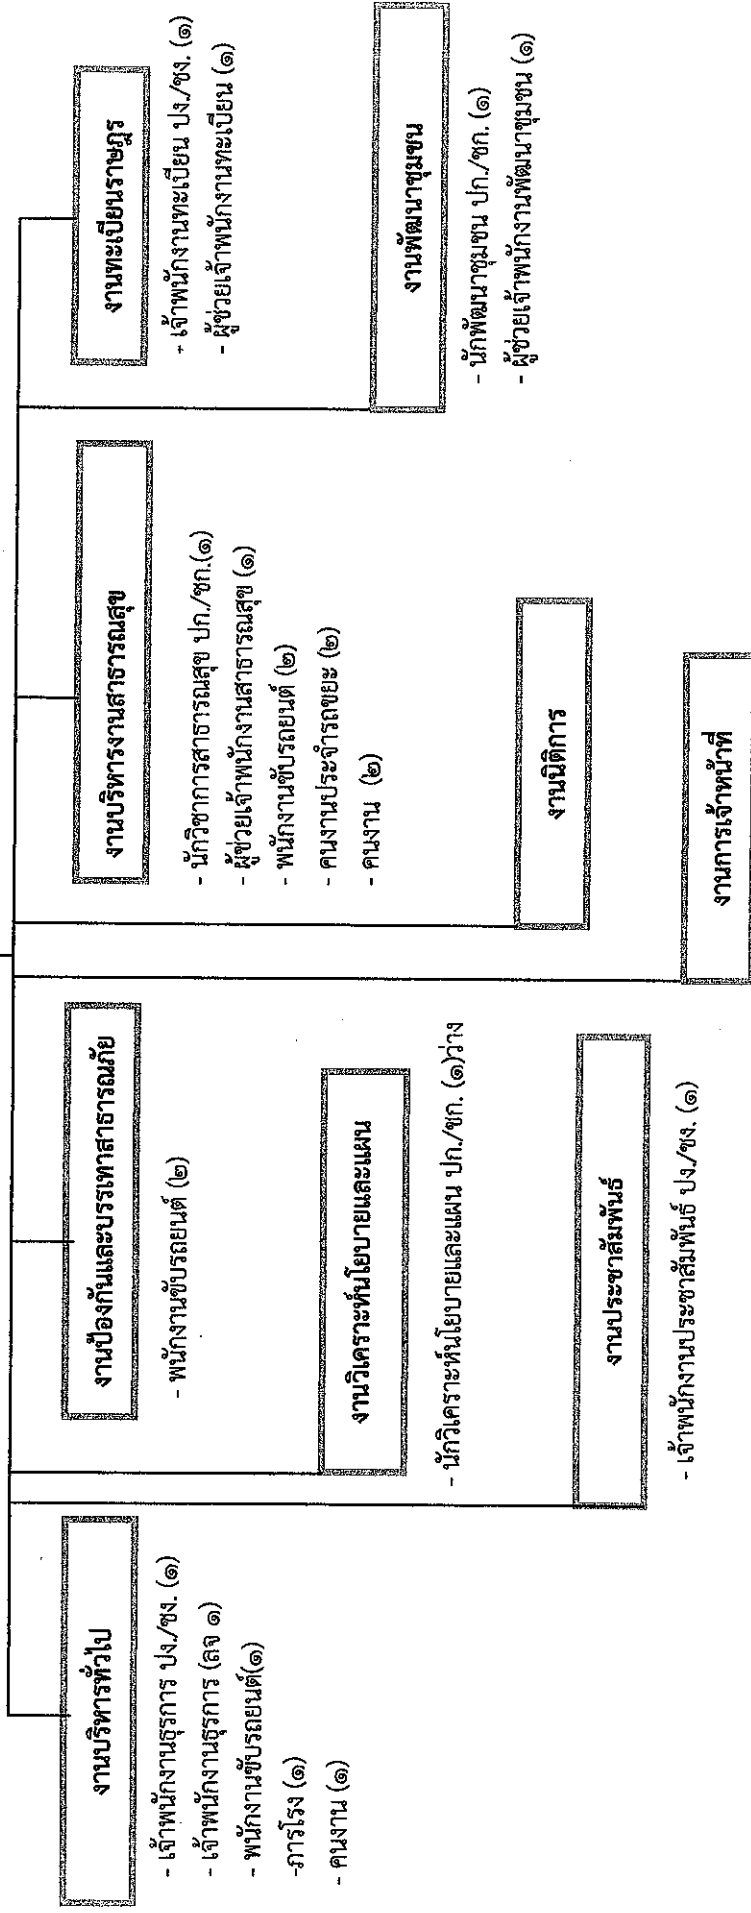 งานบริหารทั่วไป
- เจ้าพนักงานธุรการ ปง./ชง. (๑)
- เจ้าพนักงานธุรการ (ลจ ๑)
- พนักงานขับรถยนต์(๑)
-ภารโรง (๑)
- คนงาน (๑)
งานป้องกันและบรรเทาสาธารณภัย
- พนักงานขับรถยนต์ (๒)
งานวิเคราะห์นโยบายและแผน
- นักวิเคราะห์นโยบายและแผน ปก./ชก. (๑)ว่าง
งานประชาสัมพันธ์
- เจ้าพนักงานประชาสัมพันธ์ ปง./ชง. (๑)
งานบริหารงานสาธารณสุข
- นักวิชาการสาธารณสุข ปก./ชก.(๑)
- ผู้ช่วยเจ้าพนักงานสาธารณสุข (๑)
- พนักงานขับรถยนต์ (๒)
- คนงานประจำรถขยะ (๒)
- คนงาน (๒)
งานนิติการ
งานการเจ้าหน้าที่
งานทะเบียนราษฎร
- เจ้าพนักงานทะเบียน ปง./ชง. (๑)
- ผู้ช่วยเจ้าพนักงานทะเบียน (๑)
งานพัฒนาชุมชน
- นักพัฒนาชุมชน ปก./ชก. (๑)
- ผู้ช่วยเจ้าพนักงานพัฒนาชุมชน (๑)